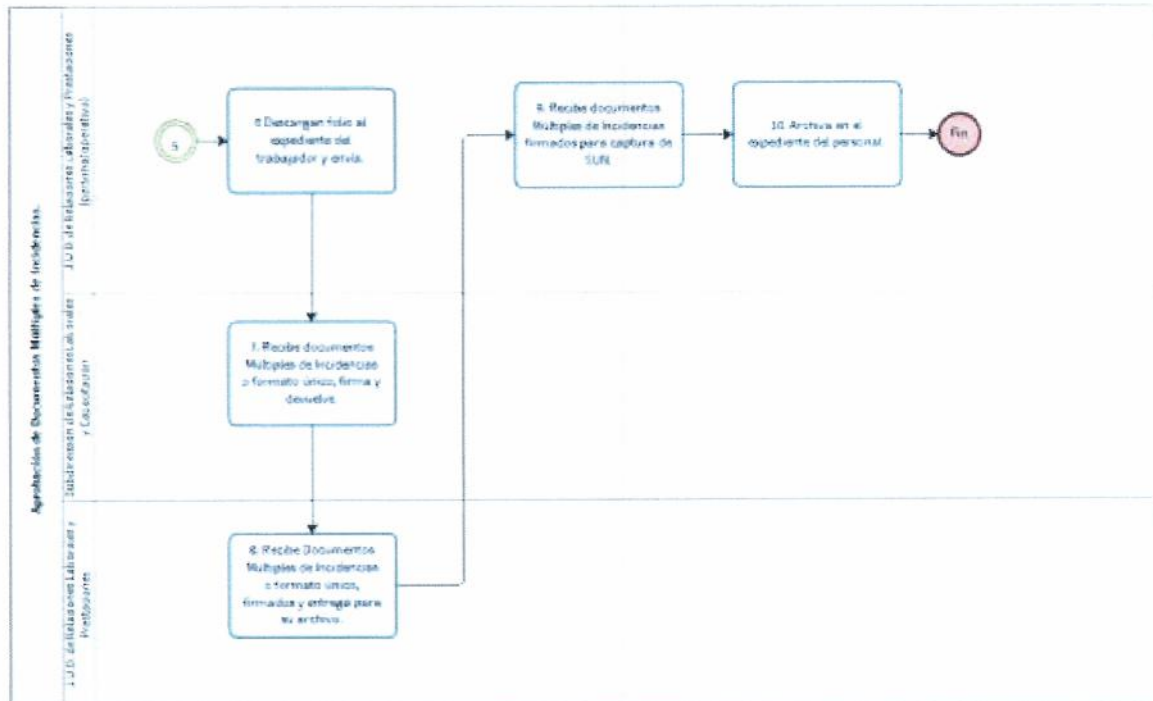 Aprobación de Documentos Múltiples de Incidencias.
J.U.D. de Relaciones Laborales y Prestaciones
(personal operativo)
5
6 Descargan folio al
expediente del
trabajador y envía.
9. Recibe documentos
Múltiples de Incidencias
firmados para captura de
SUN.
10. Archiva en el
expediente del personal.
Fin
Subdirección de Relaciones Laborales
y Capacitación
7. Recibe documentos
Múltiples de Incidencias
o formato único, firma y
devuelve.
J.U.D. de Relaciones Laborales y
Prestaciones
8. Recibe Documentos
Múltiples de Incidencias
o formato único,
firmados y entrega para
su archivo.